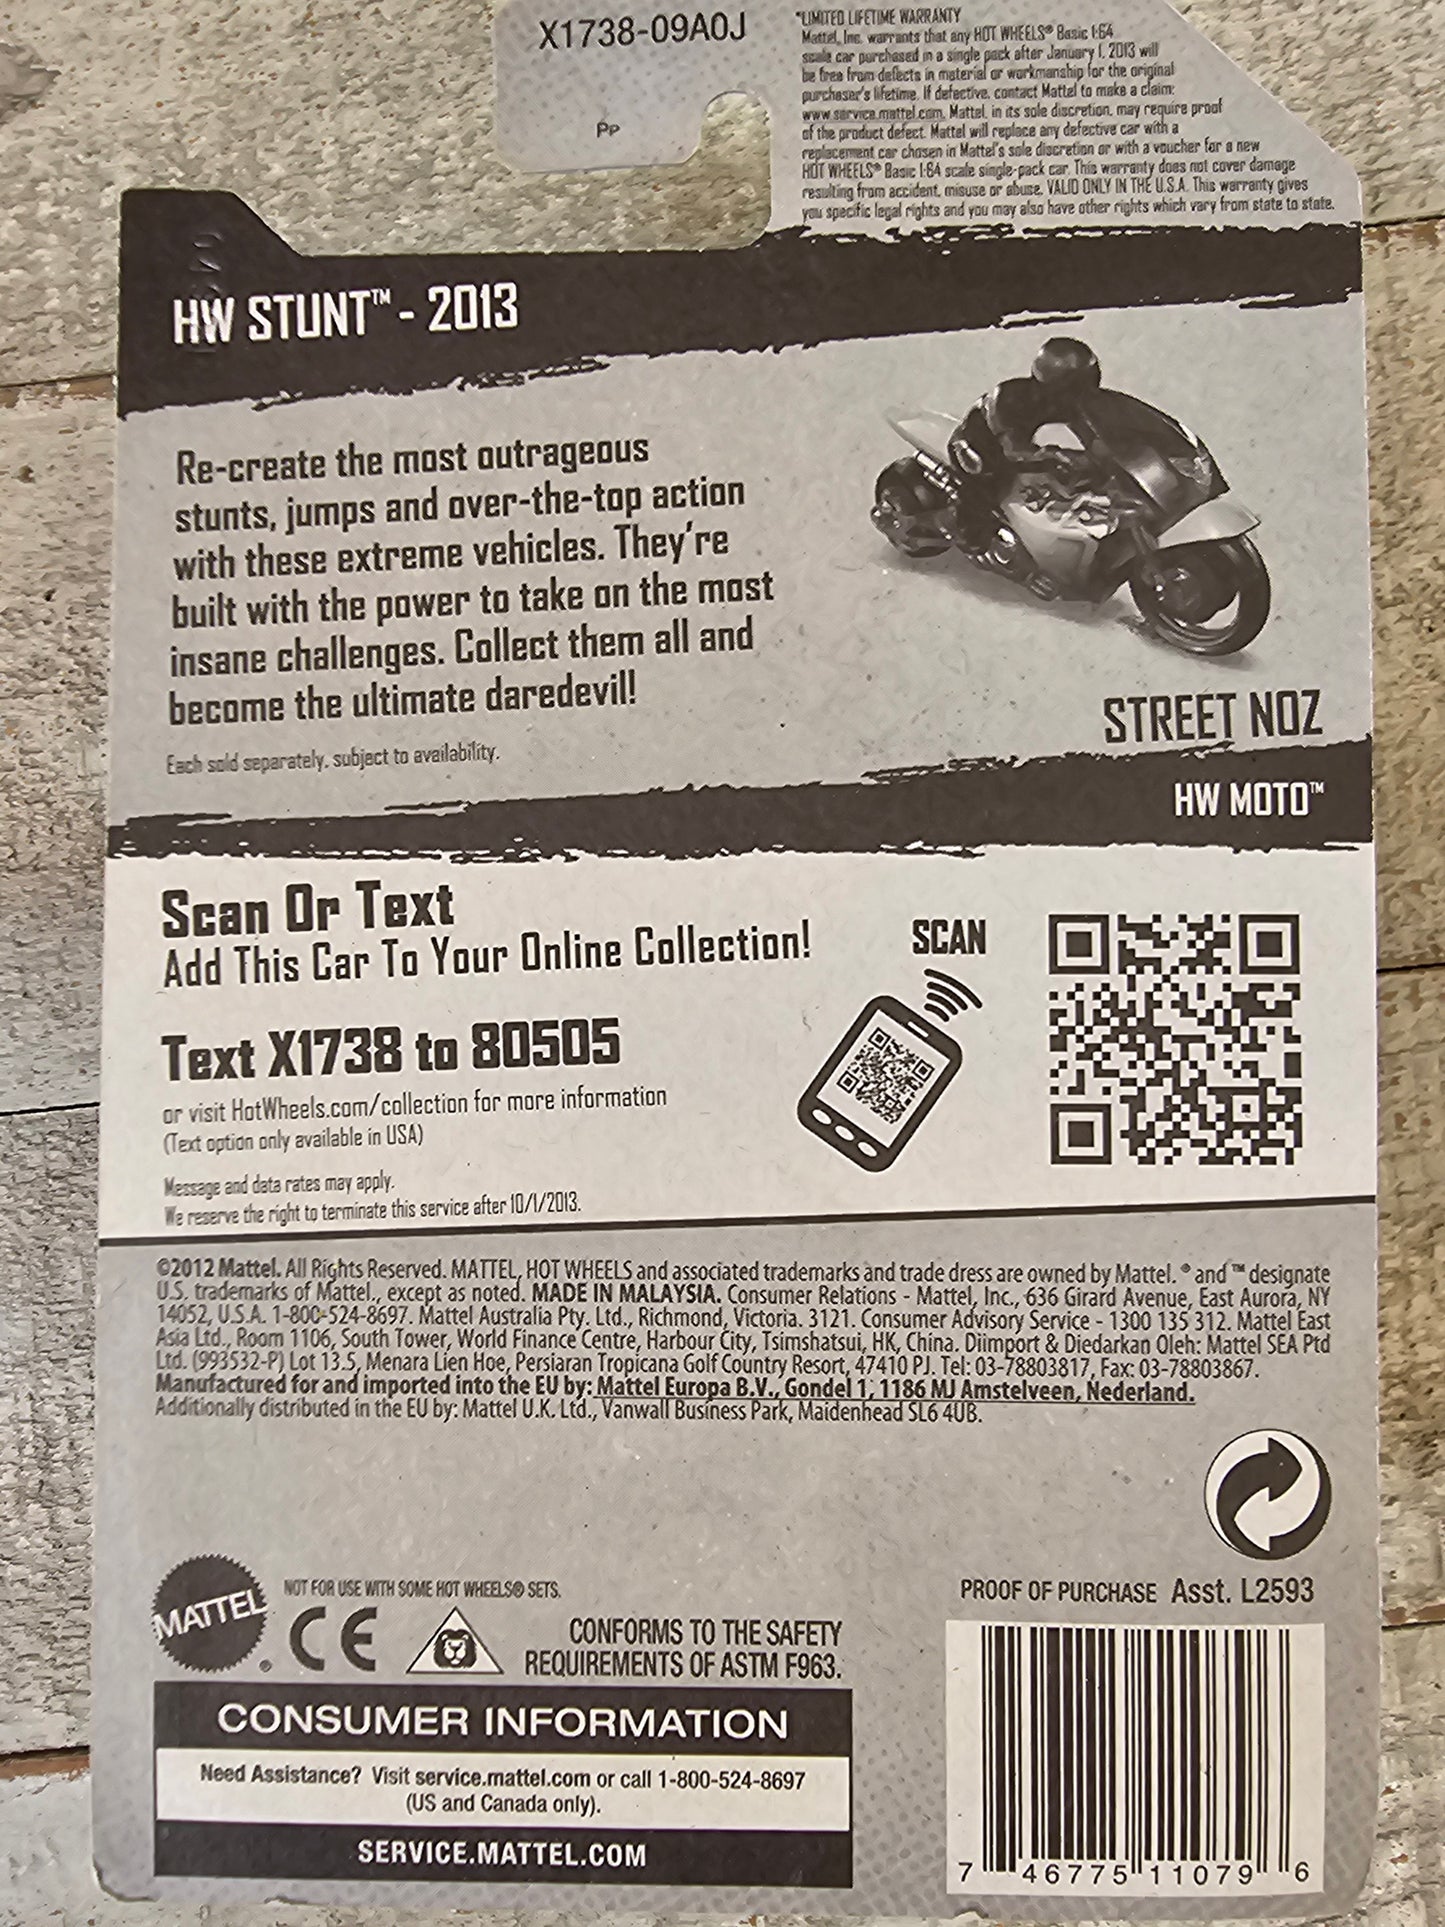 X1738-09A0J
Pp
*LIMITED LIFETIME WARRANTY
Mattel, Inc. warrants that any HOT WHEELS® Basic 1:64
scale car purchased in a single pack after January 1, 2013 will
be free from defects in material or workmanship for the original
purchaser's lifetime. If defective, contact Mattel to make a claim:
www.service.mattel.com. Mattel, in its sole discretion, may require proof
of the product defect. Mattel will replace any defective car with a
replacement car chosen in Mattel's sole discretion or with a voucher for a new
HOT WHEELS® Basic 1:64 scale single-pack car. This warranty does not cover damage
resulting from accident, misuse or abuse. VALID ONLY IN THE U.S.A. This warranty gives
you specific legal rights and you may also have other rights which vary from state to state.
HW STUNT™ - 2013
Re-create the most outrageous
stunts, jumps and over-the-top action
with these extreme vehicles. They're
built with the power to take on the most
insane challenges. Collect them all and
become the ultimate daredevil!
Each sold separately, subject to availability.
STREET NOZ
HW MOTO™
Scan Or Text
Add This Car To Your Online Collection!
SCAN
Text X1738 to 80505
or visit HotWheels.com/collection for more information
(Text option only available in USA)
Message and data rates may apply.
We reserve the right to terminate this service after 10/1/2013.
©2012 Mattel. All Rights Reserved. MATTEL, HOT WHEELS and associated trademarks and trade dress are owned by Mattel. ® and ™ designate
U.S. trademarks of Mattel., except as noted. MADE IN MALAYSIA. Consumer Relations - Mattel, Inc., 636 Girard Avenue, East Aurora, NY
14052, U.S.A. 1-800-524-8697. Mattel Australia Pty. Ltd., Richmond, Victoria. 3121. Consumer Advisory Service - 1300 135 312. Mattel East
Asia Ltd., Room 1106, South Tower, World Finance Centre, Harbour City, Tsimshatsui, HK, China. Diimport & Diedarkan Oleh: Mattel SEA Ptd
Ltd. (993532-P) Lot 13.5, Menara Lien Hoe, Persiaran Tropicana Golf Country Resort, 47410 PJ. Tel: 03-78803817, Fax: 03-78803867.
Manufactured for and imported into the EU by: Mattel Europa B.V., Gondel 1, 1186 MJ Amstelveen, Nederland.
Additionally distributed in the EU by: Mattel U.K. Ltd., Vanwall Business Park, Maidenhead SL6 4UB.
MATTEL®
NOT FOR USE WITH SOME HOT WHEELS® SETS.
CE
CONFORMS TO THE SAFETY
REQUIREMENTS OF ASTM F963.
PROOF OF PURCHASE Asst. L2593
CONSUMER INFORMATION
Need Assistance? Visit service.mattel.com or call 1-800-524-8697
(US and Canada only).
SERVICE.MATTEL.COM
7 46775 11079 6